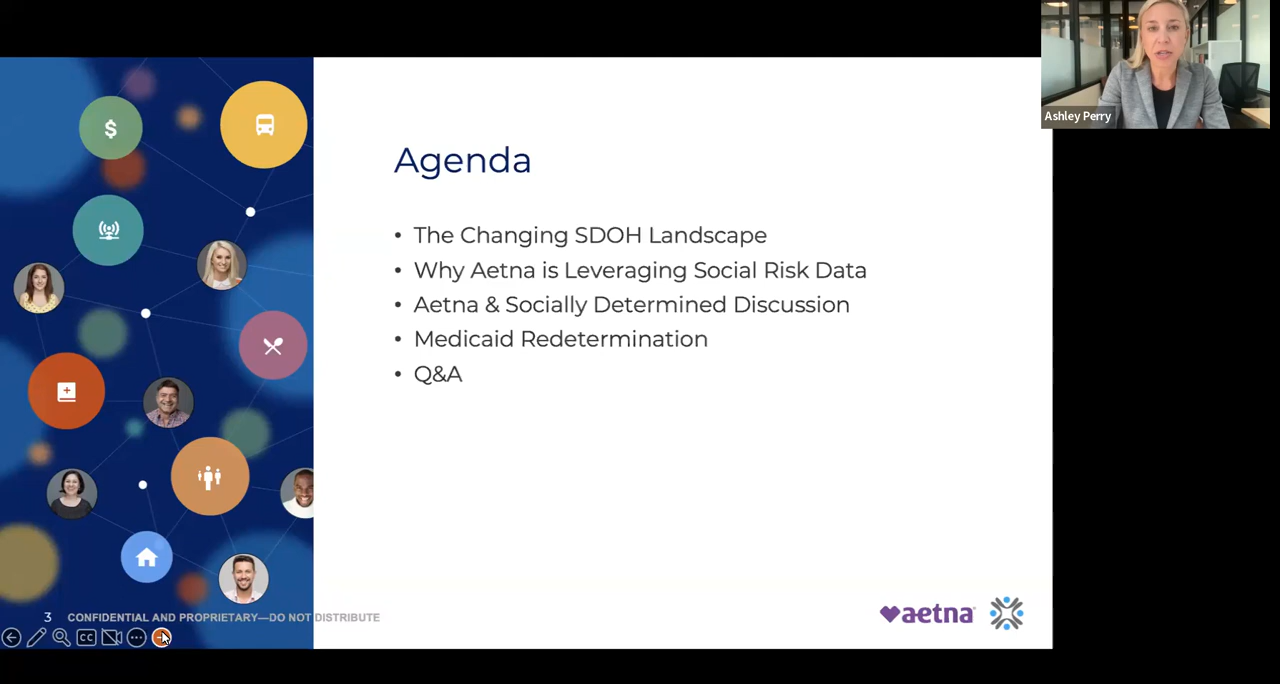 Ashley Perry
Agenda
• The Changing SDOH Landscape
• Why Aetna is Leveraging Social Risk Data
• Aetna & Socially Determined Discussion
• Medicaid Redetermination
• Q&A
3 CONFIDENTIAL AND PROPRIETARY—DO NOT DISTRIBUTE
aetna
$
CC